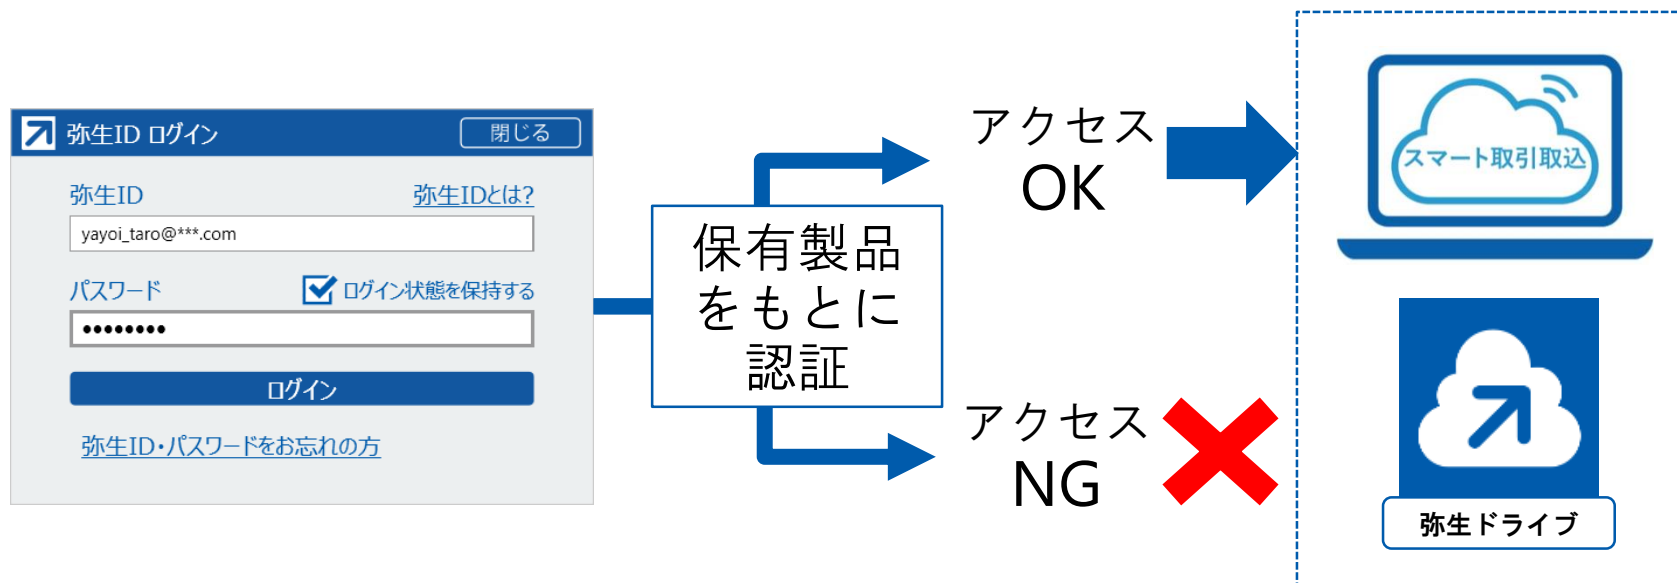 弥生ID ログイン
閉じる
弥生ID
弥生IDとは?
yayoi_taro@***.com
パスワード
ログイン状態を保持する
●●●●●●●●
ログイン
弥生ID・パスワードをお忘れの方
保有製品
をもとに
認証
アクセス
OK
アクセス
NG
スマート取引取込
弥生ドライブ